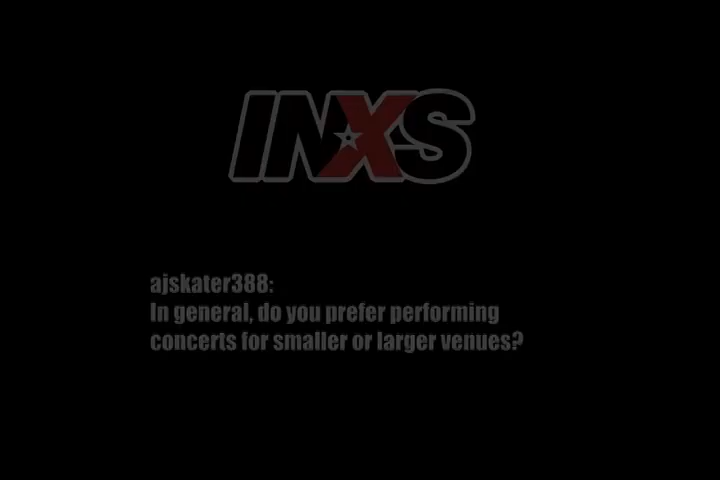 INXS
ajskater388:
In general, do you prefer performing
concerts for smaller or larger venues?